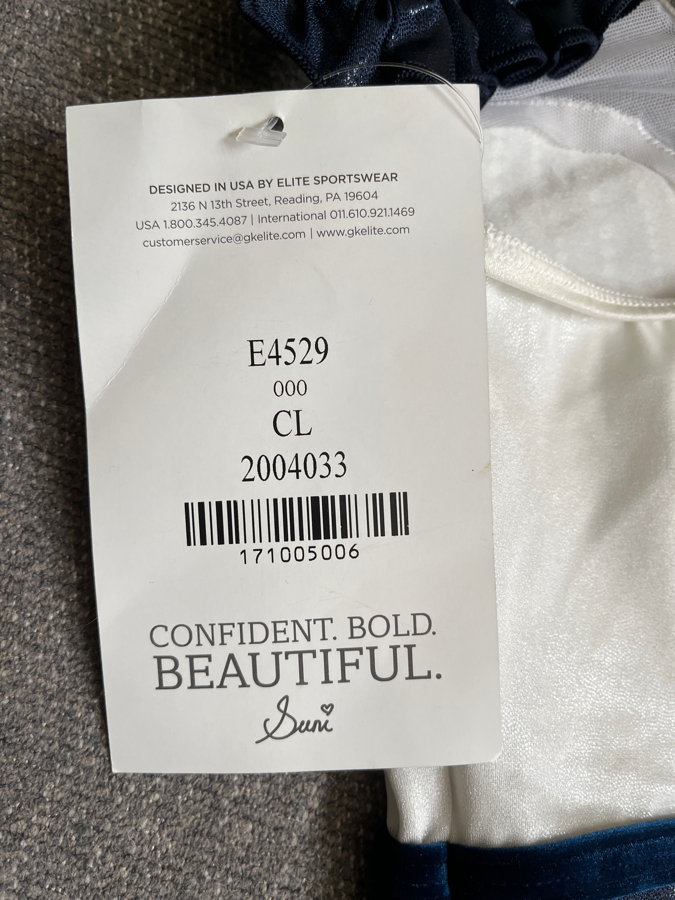 DESIGNED IN USA BY ELITE SPORTSWEAR
2136 N 13th Street, Reading, PA 19604
USA 1.800.345.4087 | International 011.610.921.1469
customerservice@gkelite.com | www.gkelite.com
E4529
000
CL
2004033
171005006
CONFIDENT. BOLD.
BEAUTIFUL.
Suni